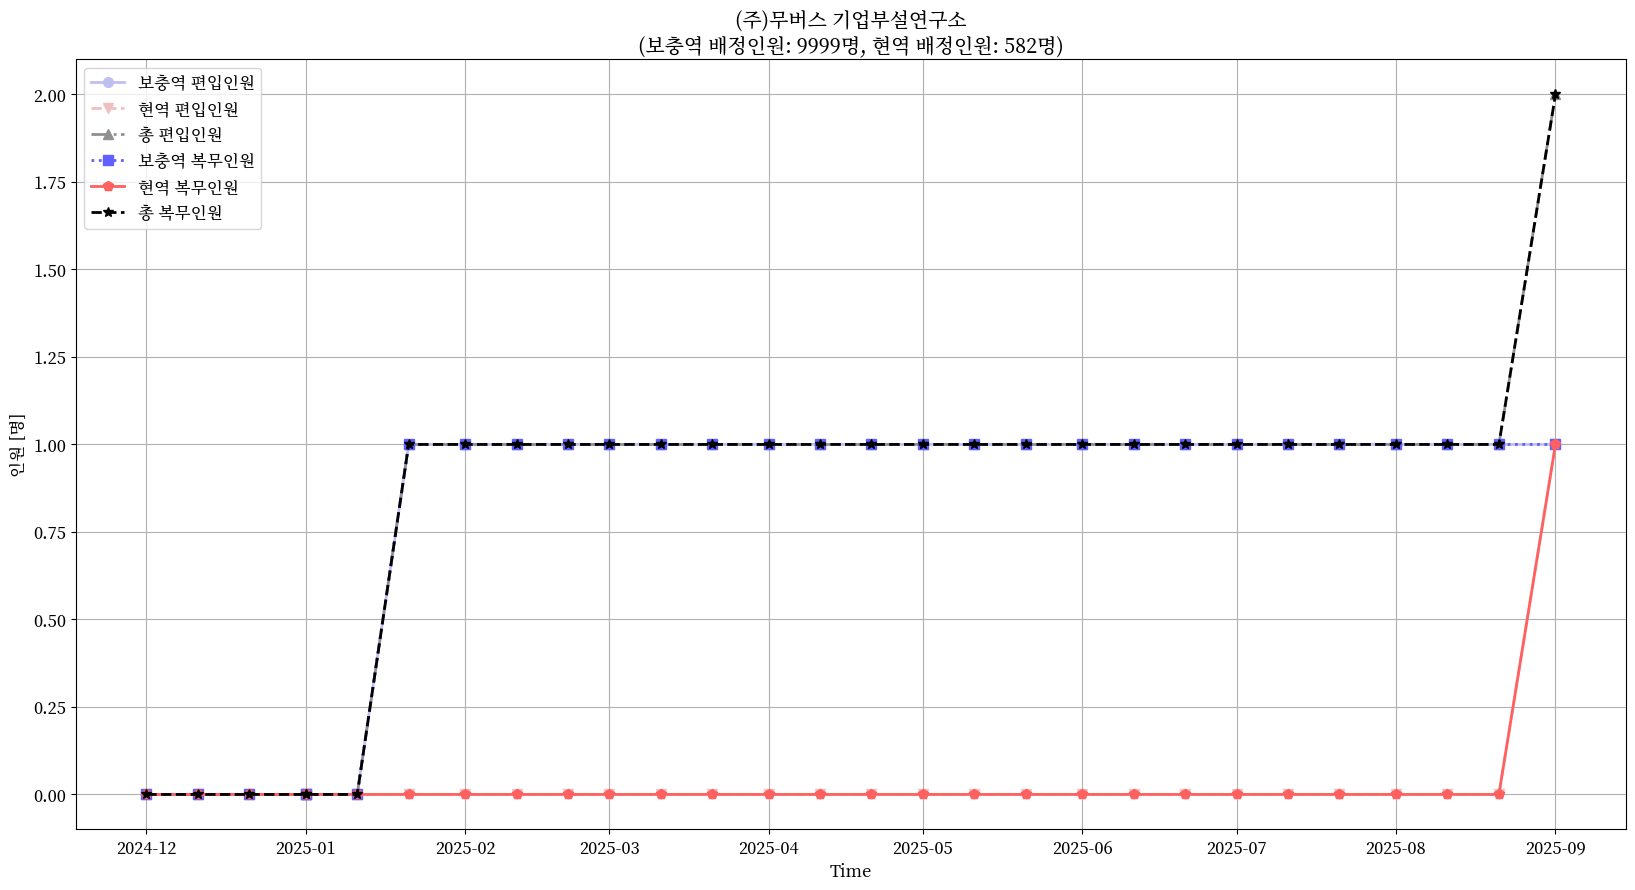 (주)무버스 기업부설연구소
(보충역 배정인원: 9999명, 현역 배정인원: 582명)
보충역 편입인원
현역 편입인원
총 편입인원
보충역 복무인원
현역 복무인원
총 복무인원
2.00
1.75
1.50
1.25
1.00
0.75
0.50
0.25
0.00
인원 [명]
2024-12 2025-01 2025-02 2025-03 2025-04 2025-05 2025-06 2025-07 2025-08 2025-09
Time